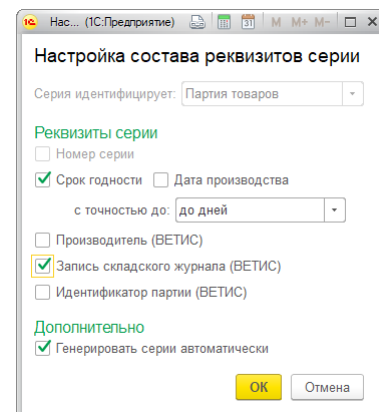 Нас... (1С:Предприятие) 31 M M+ M-
Настройка состава реквизитов серии
Серия идентифицирует: Партия товаров
Реквизиты серии
Номер серии
Срок годности Дата производства
с точностью до: до дней
Производитель (ВЕТИС)
Запись складского журнала (ВЕТИС)
Идентификатор партии (ВЕТИС)
Дополнительно
Генерировать серии автоматически
ОК Отмена